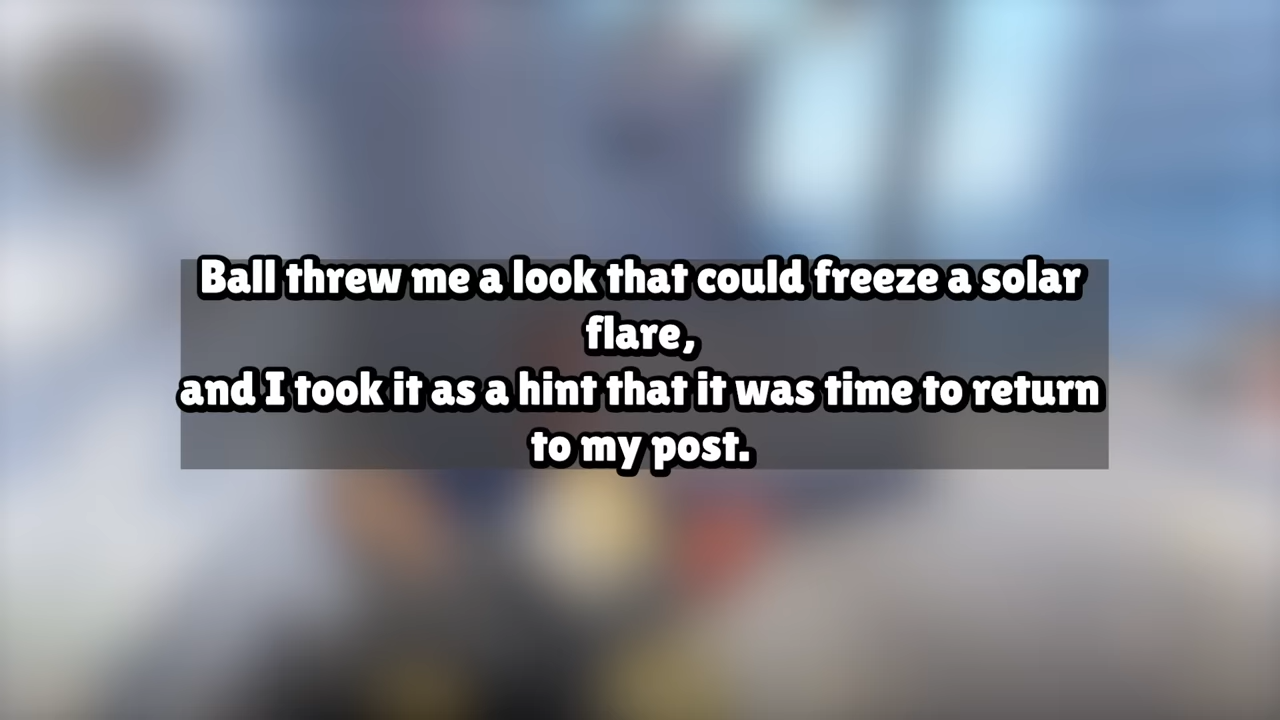 Ball threw me a look that could freeze a solar
flare,
and I took it as a hint that it was time to return
to my post.